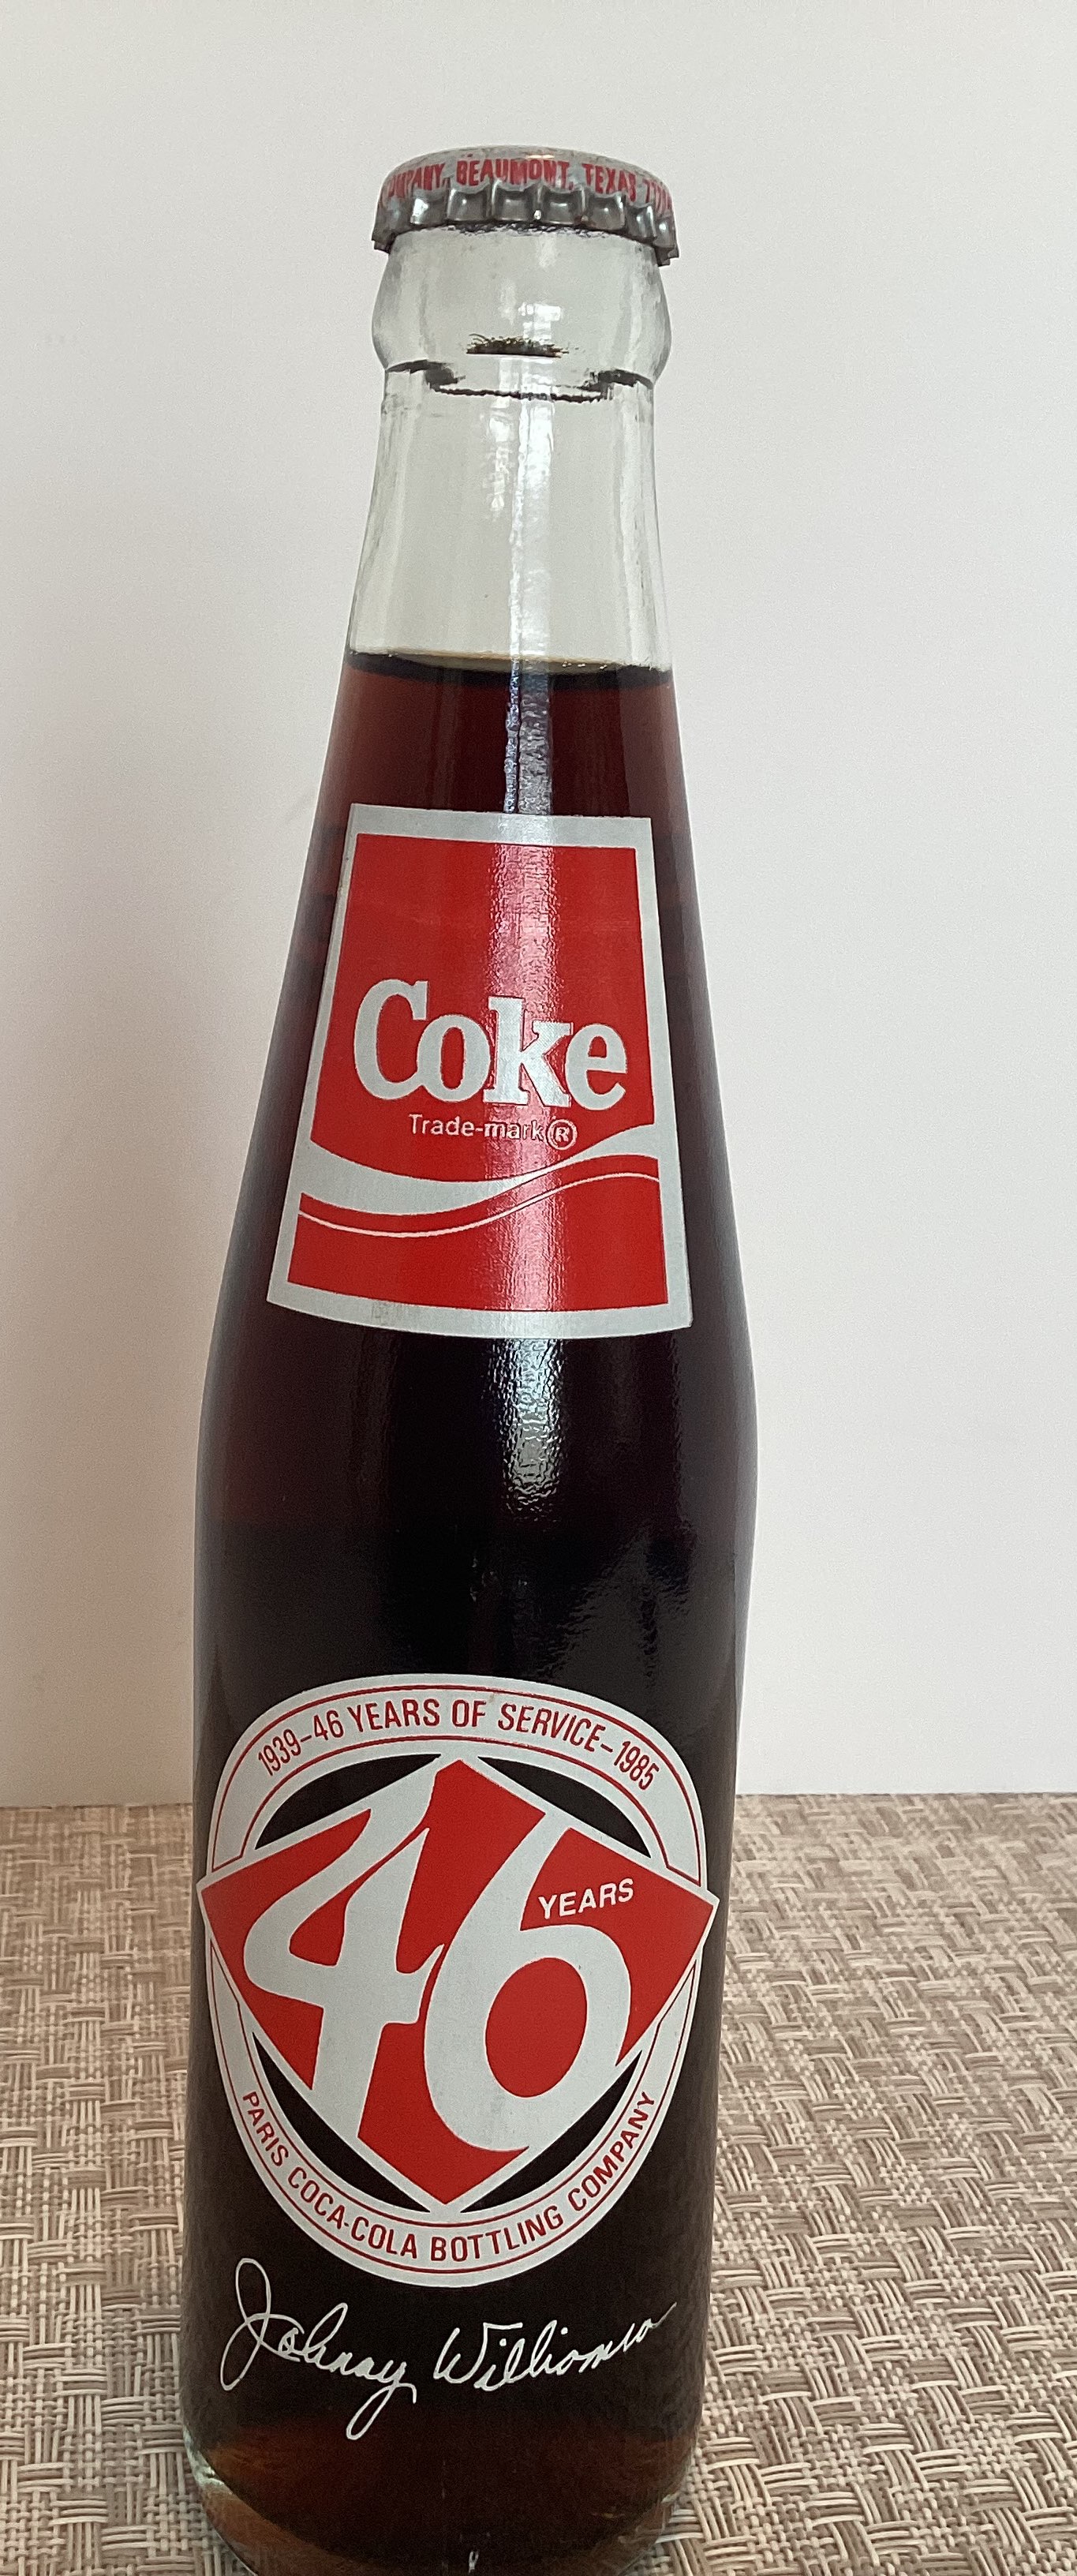 COMPANY, BEAUMONT, TEXAS
Coke
Trade-mark ®
1939-46 YEARS OF SERVICE-1985
46
YEARS
PARIS COCA-COLA BOTTLING COMPANY
Johnny Williams